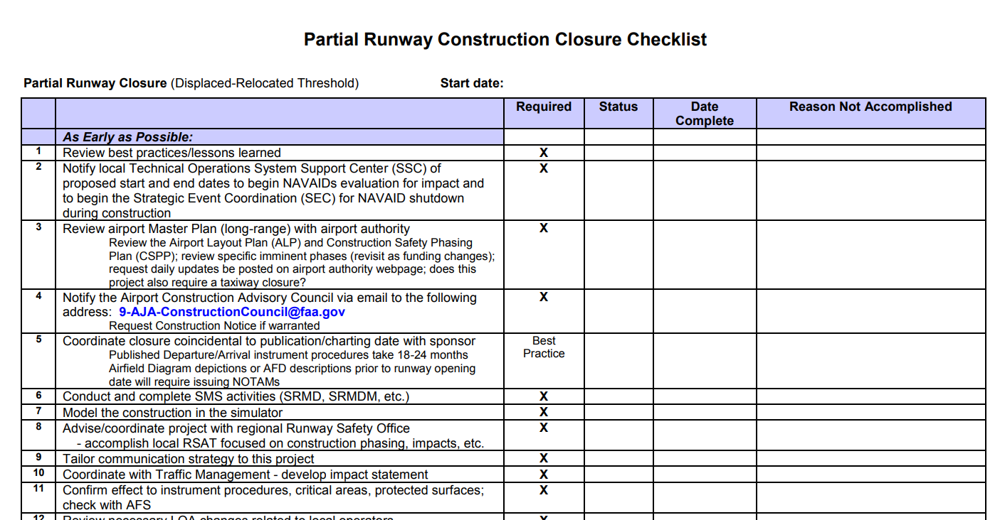 Partial Runway Construction Closure Checklist
Partial Runway Closure (Displaced-Relocated Threshold) Start date:
Required Status Date Complete Reason Not Accomplished
As Early as Possible:
1 Review best practices/lessons learned X
2 Notify local Technical Operations System Support Center (SSC) of X
proposed start and end dates to begin NAVAIDs evaluation for impact and
to begin the Strategic Event Coordination (SEC) for NAVAID shutdown
during construction
3 Review airport Master Plan (long-range) with airport authority X
Review the Airport Layout Plan (ALP) and Construction Safety Phasing
Plan (CSPP); review specific imminent phases (revisit as funding changes);
request daily updates be posted on airport authority webpage; does this
project also require a taxiway closure?
4 Notify the Airport Construction Advisory Council via email to the following X
address: 9-AJA-ConstructionCouncil@faa.gov
Request Construction Notice if warranted
5 Coordinate closure coincidental to publication/charting date with sponsor Best
Published Departure/Arrival instrument procedures take 18-24 months Practice
Airfield Diagram depictions or AFD descriptions prior to runway opening
date will require issuing NOTAMs
6 Conduct and complete SMS activities (SRMD, SRMDM, etc.) X
7 Model the construction in the simulator X
8 Advise/coordinate project with regional Runway Safety Office X
- accomplish local RSAT focused on construction phasing, impacts, etc.
9 Tailor communication strategy to this project X
10 Coordinate with Traffic Management - develop impact statement X
11 Confirm effect to instrument procedures, critical areas, protected surfaces; X
check with AFS
12 Review necessary LOA changes related to local operators X